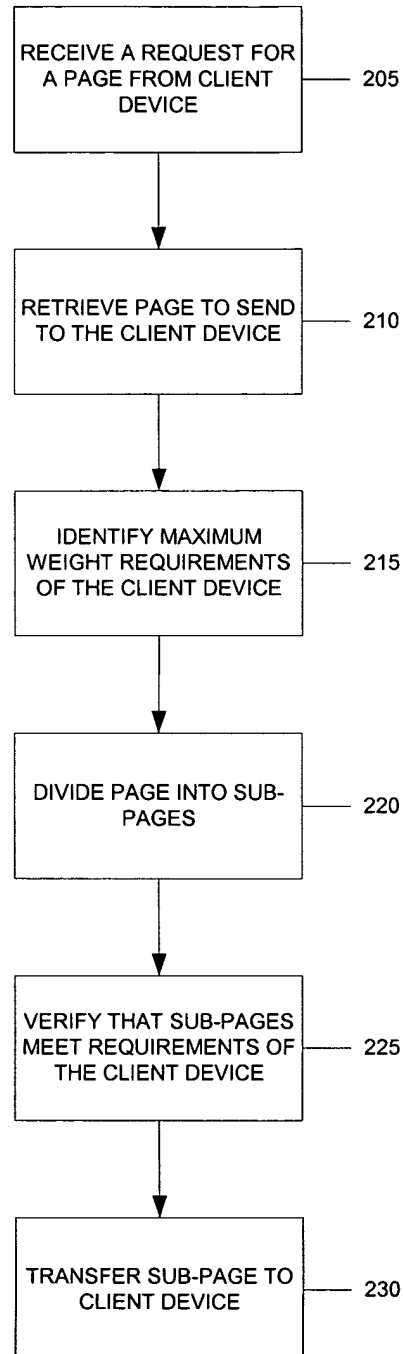 RECEIVE A REQUEST FOR
A PAGE FROM CLIENT
DEVICE
205
RETRIEVE PAGE TO SEND
TO THE CLIENT DEVICE
210
IDENTIFY MAXIMUM
WEIGHT REQUIREMENTS
OF THE CLIENT DEVICE
215
DIVIDE PAGE INTO SUB-
PAGES
220
VERIFY THAT SUB-PAGES
MEET REQUIREMENTS OF
THE CLIENT DEVICE
225
TRANSFER SUB-PAGE TO
CLIENT DEVICE
230